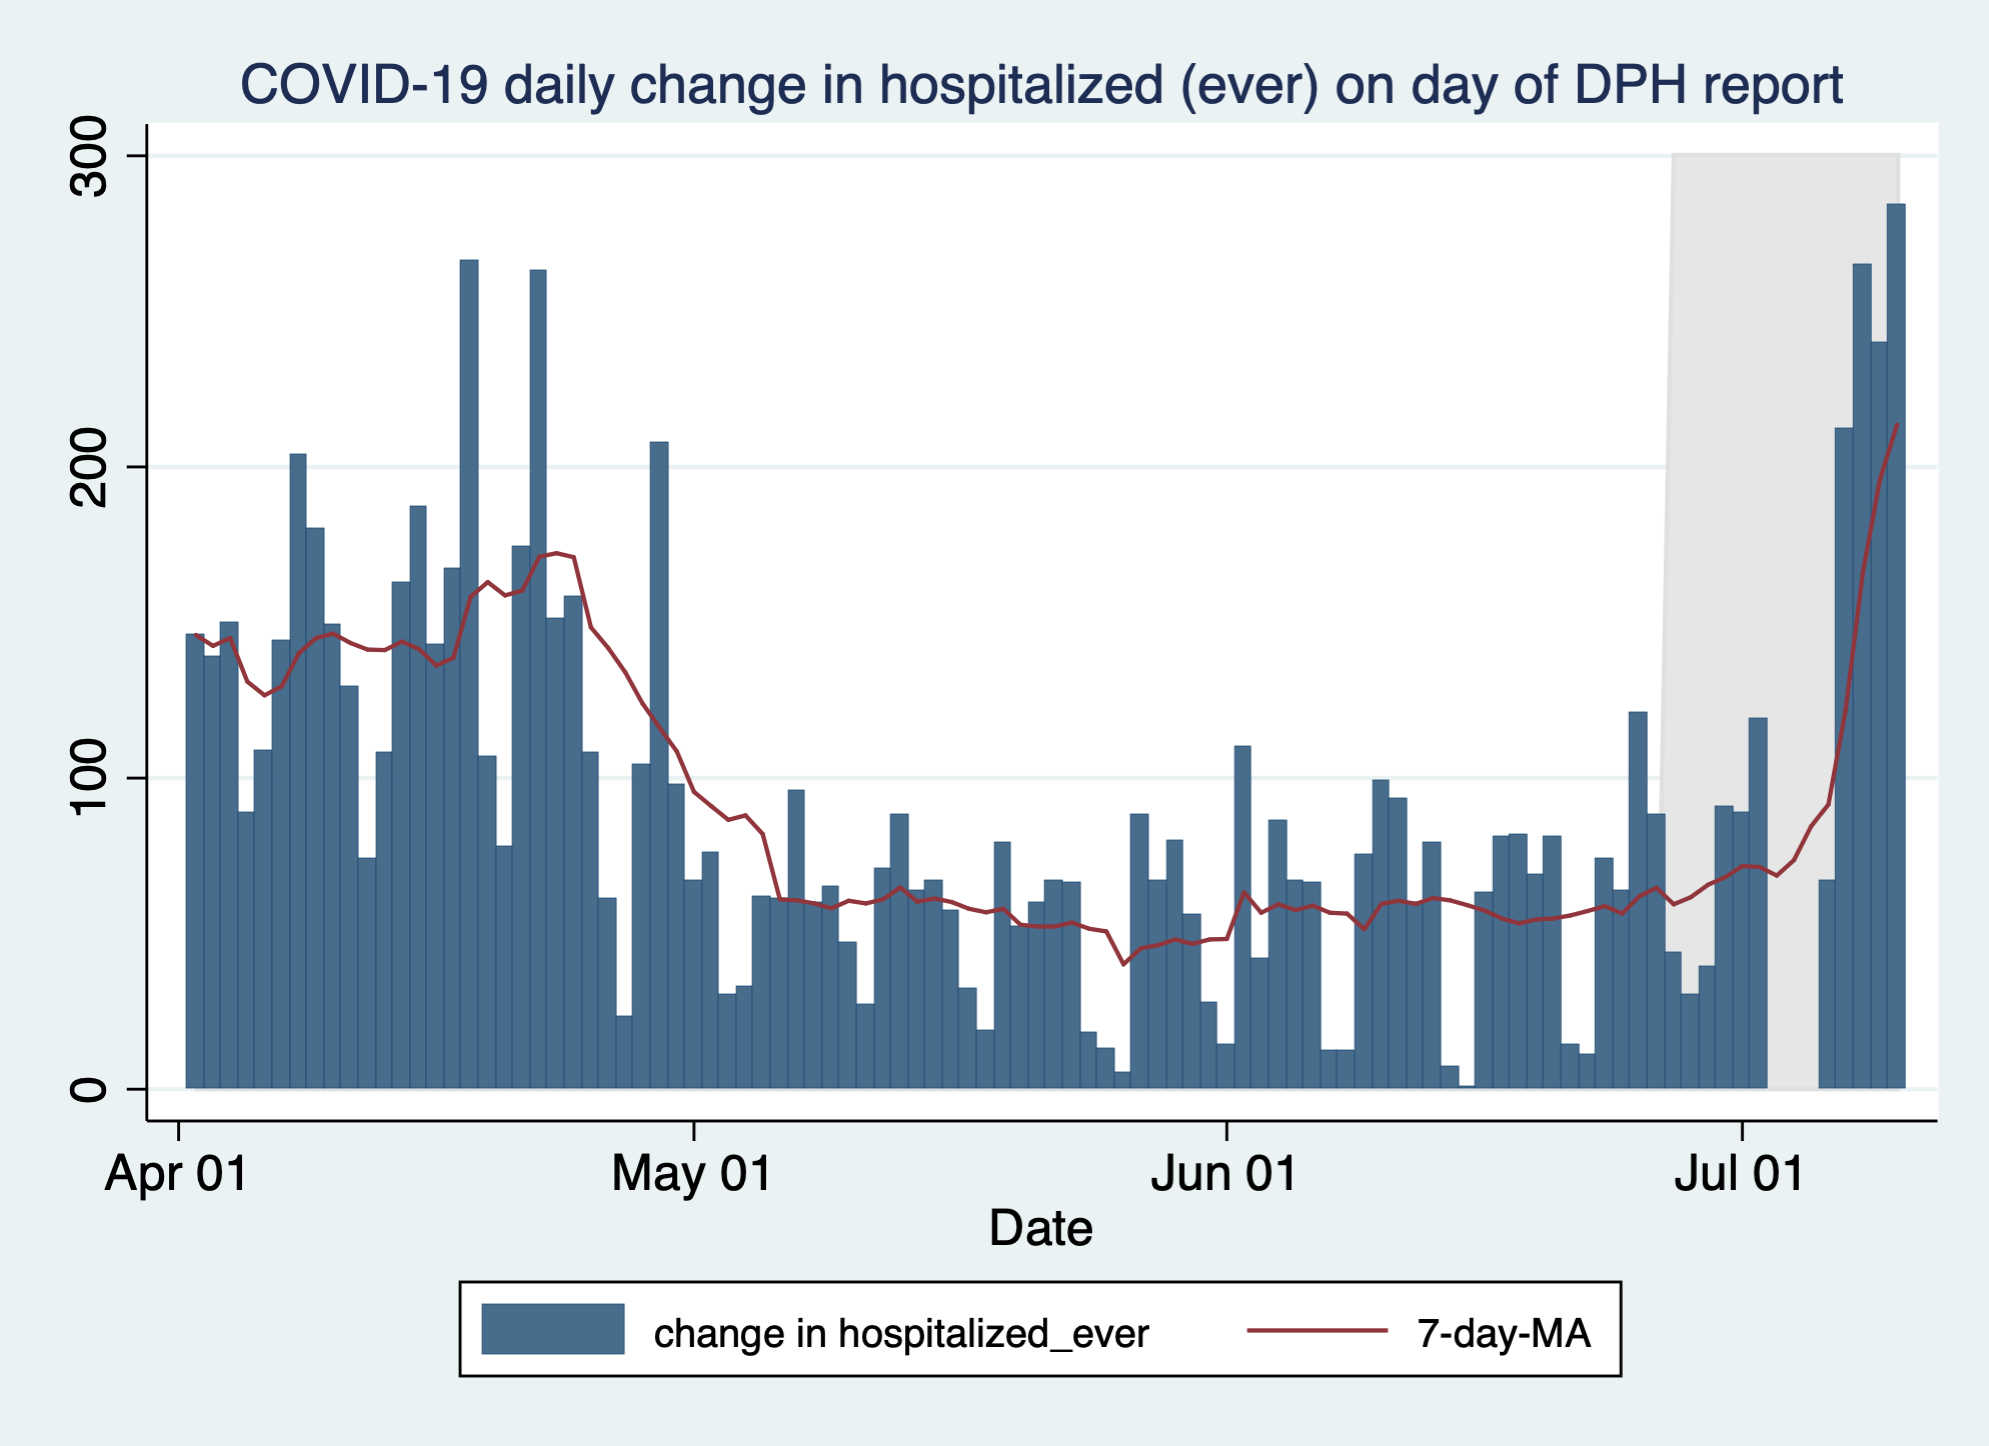 COVID-19 daily change in hospitalized (ever) on day of DPH report
300
200
100
0
Apr 01 May 01 Jun 01 Jul 01
Date
change in hospitalized_ever 7-day-MA